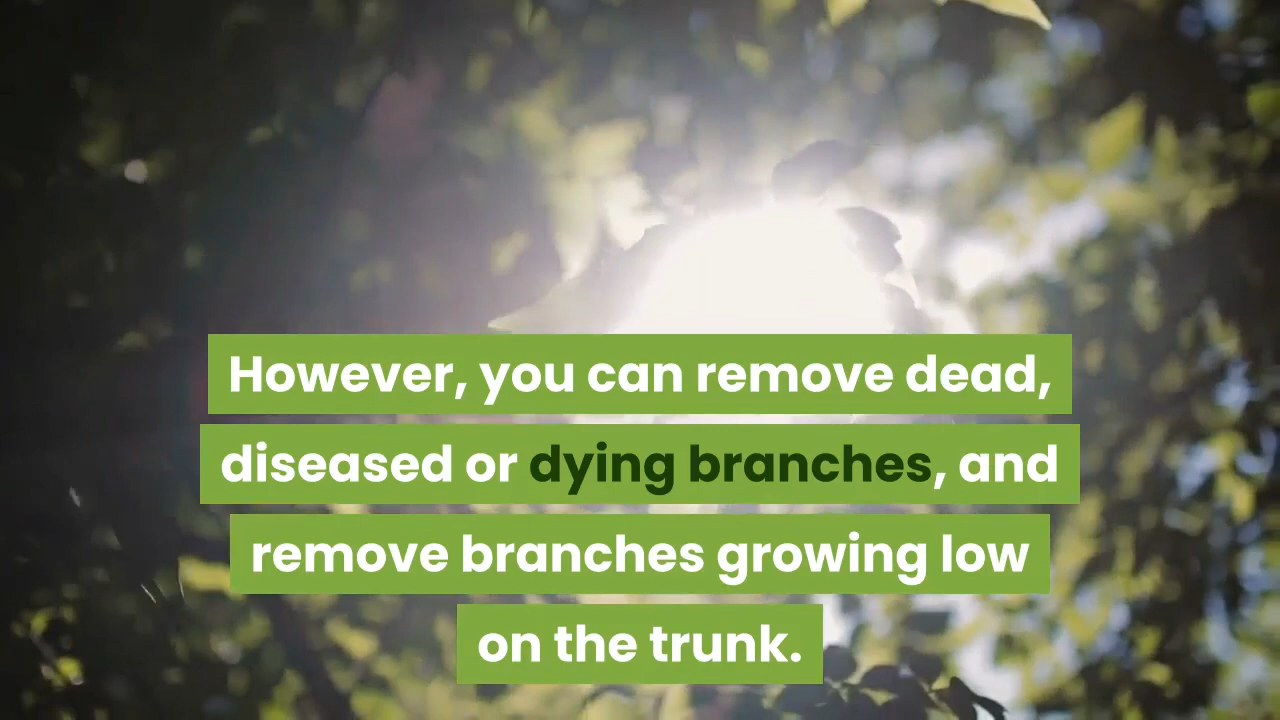 However, you can remove dead,
diseased or dying branches, and
remove branches growing low
on the trunk.